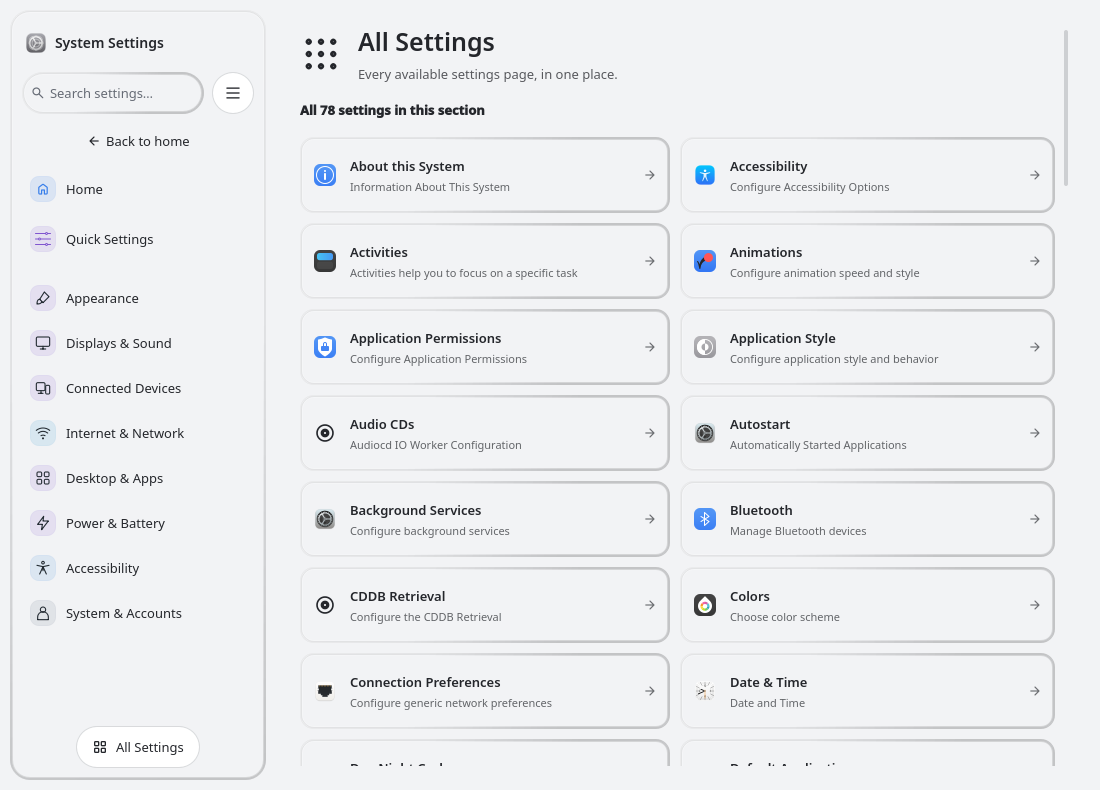 System Settings
Search settings...
Back to home
Home
Quick Settings
Appearance
Displays & Sound
Connected Devices
Internet & Network
Desktop & Apps
Power & Battery
Accessibility
System & Accounts
All Settings
All Settings
Every available settings page, in one place.
All 78 settings in this section
About this System
Information About This System
Accessibility
Configure Accessibility Options
Activities
Activities help you to focus on a specific task
Animations
Configure animation speed and style
Application Permissions
Configure Application Permissions
Application Style
Configure application style and behavior
Audio CDs
Audiocd IO Worker Configuration
Autostart
Automatically Started Applications
Background Services
Configure background services
Bluetooth
Manage Bluetooth devices
CDDB Retrieval
Configure the CDDB Retrieval
Colors
Choose color scheme
Connection Preferences
Configure generic network preferences
Date & Time
Date and Time